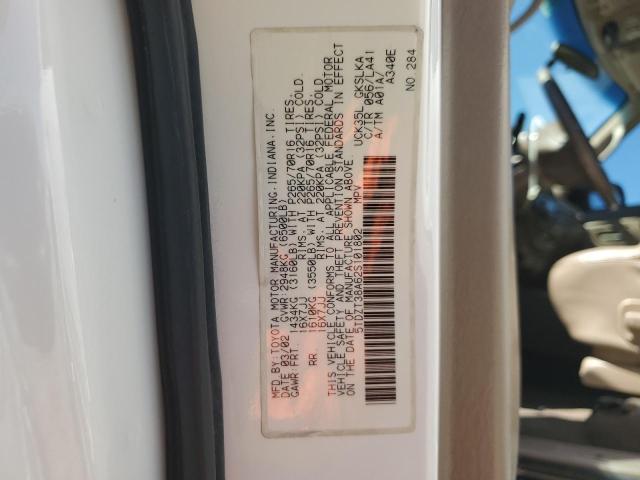 MFD.BY:TOYOTA MOTOR MANUFACTURING.INDIANA.INC.
DATE 03/02 GVWR 2948KG (6500LB)
GAWR FRT 1434KG (3160LB) WITH P265/70R16 TIRES.
16X7JJ RIMS. AT 220KPA (32PSI) COLD.
RR 1610KG (3550LB) WITH P265/70R16 TIRES.
16X7JJ RIMS. AT 220KPA (32PSI) COLD.
THIS VEHICLE CONFORMS TO ALL APPLICABLE FEDERAL MOTOR
VEHICLE SAFETY AND THEFT PREVENTION STANDARDS IN EFFECT
ON THE DATE OF MANUFACTURE SHOWN ABOVE.
5TDZT38A62S101802 MPV
UCK35L GKSLKA
C/TR 056/LA41
A/TM A01A/
A340E
NO 284